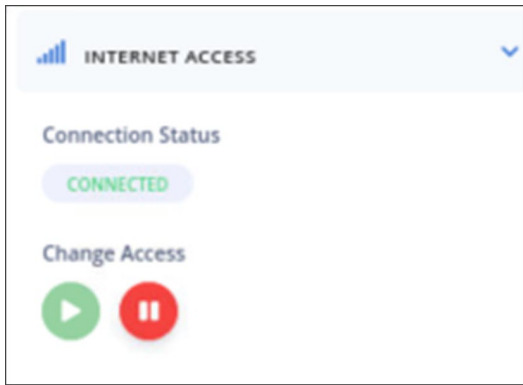 INTERNET ACCESS
Connection Status
CONNECTED
Change Access